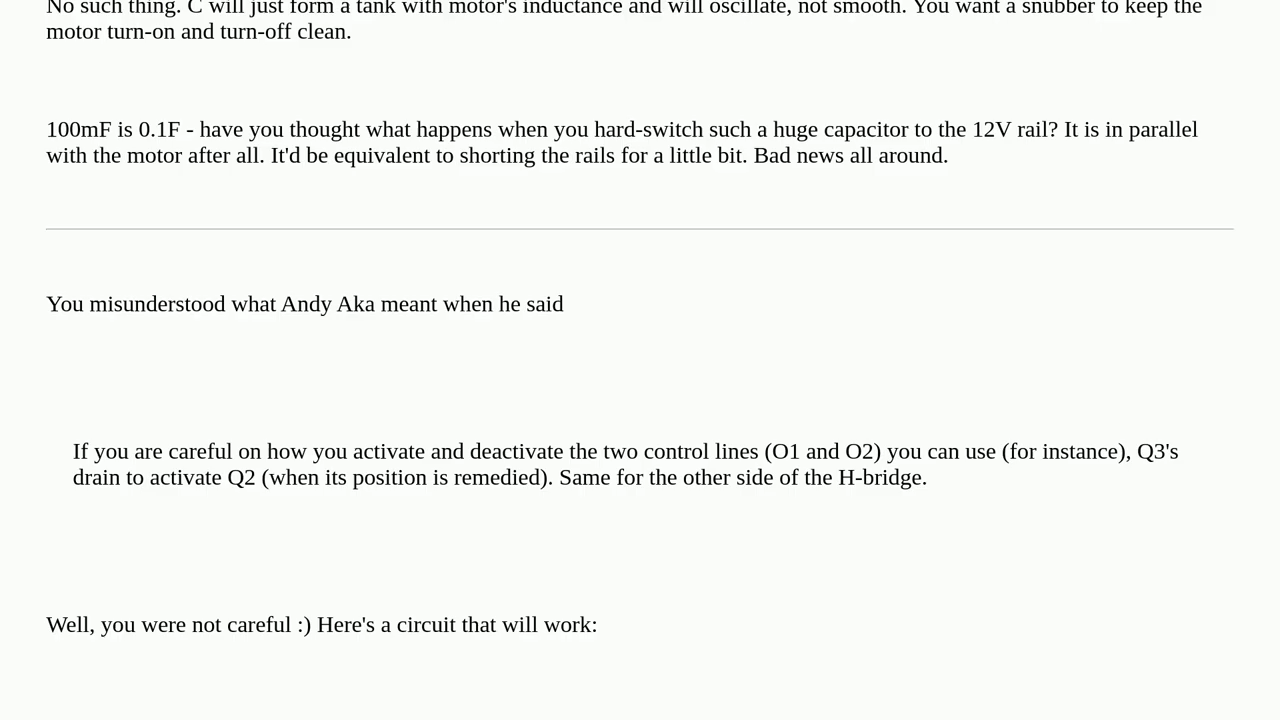 No such thing. C will just form a tank with motor's inductance and will oscillate, not smooth. You want a snubber to keep the
motor turn-on and turn-off clean.
100mF is 0.1F - have you thought what happens when you hard-switch such a huge capacitor to the 12V rail? It is in parallel
with the motor after all. It'd be equivalent to shorting the rails for a little bit. Bad news all around.
You misunderstood what Andy Aka meant when he said
If you are careful on how you activate and deactivate the two control lines (O1 and O2) you can use (for instance), Q3's
drain to activate Q2 (when its position is remedied). Same for the other side of the H-bridge.
Well, you were not careful :) Here's a circuit that will work: